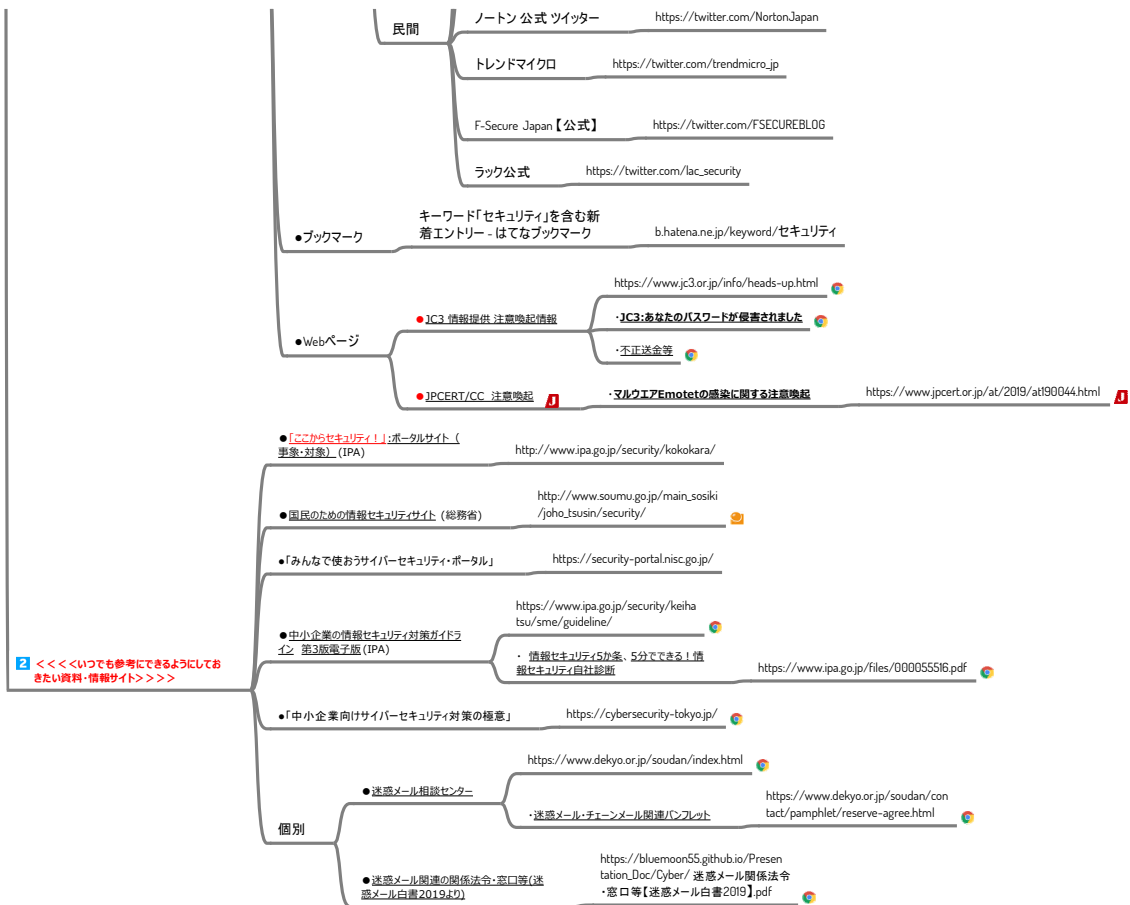 民間
ノートン 公式 ツイッター
https://twitter.com/NortonJapan
トレンドマイクロ
https://twitter.com/trendmicro_jp
F-Secure Japan【公式】
https://twitter.com/FSECUREBLOG
ラック公式
https://twitter.com/lac_security
●ブックマーク
キーワード「セキュリティ」を含む新
着エントリー - はてなブックマーク
b.hatena.ne.jp/keyword/セキュリティ
●Webページ
●JC3 情報提供 注意喚起情報
https://www.jc3.or.jp/info/heads-up.html
・JC3:あなたのパスワードが侵害されました
・不正送金等
●JPCERT/CC 注意喚起
・マルウエアEmotetの感染に関する注意喚起
https://www.jpcert.or.jp/at/2019/at190044.html
2 <<<<いつでも参考にできるようにしてお
きたい資料・情報サイト>>>>
●「ここからセキュリティ！」:ポータルサイト（
事象・対象） (IPA)
http://www.ipa.go.jp/security/kokokara/
●国民のための情報セキュリティサイト (総務省)
http://www.soumu.go.jp/main_sosiki
/joho_tsusin/security/
●「みんなで使おうサイバーセキュリティ・ポータル」
https://security-portal.nisc.go.jp/
●中小企業の情報セキュリティ対策ガイドラ
イン 第3版電子版 (IPA)
https://www.ipa.go.jp/security/keiha
tsu/sme/guideline/
・ 情報セキュリティ5か条、5分でできる！情
報セキュリティ自社診断
https://www.ipa.go.jp/files/000055516.pdf
●「中小企業向けサイバーセキュリティ対策の極意」
https://cybersecurity-tokyo.jp/
個別
●迷惑メール相談センター
https://www.dekyo.or.jp/soudan/index.html
・迷惑メール・チェーンメール関連パンフレット
https://www.dekyo.or.jp/soudan/con
tact/pamphlet/reserve-agree.html
●迷惑メール関連の関係法令・窓口等(迷
惑メール白書2019より)
https://bluemoon55.github.io/Presen
tation_Doc/Cyber/ 迷惑メール関係法令
・窓口等【迷惑メール白書2019】.pdf